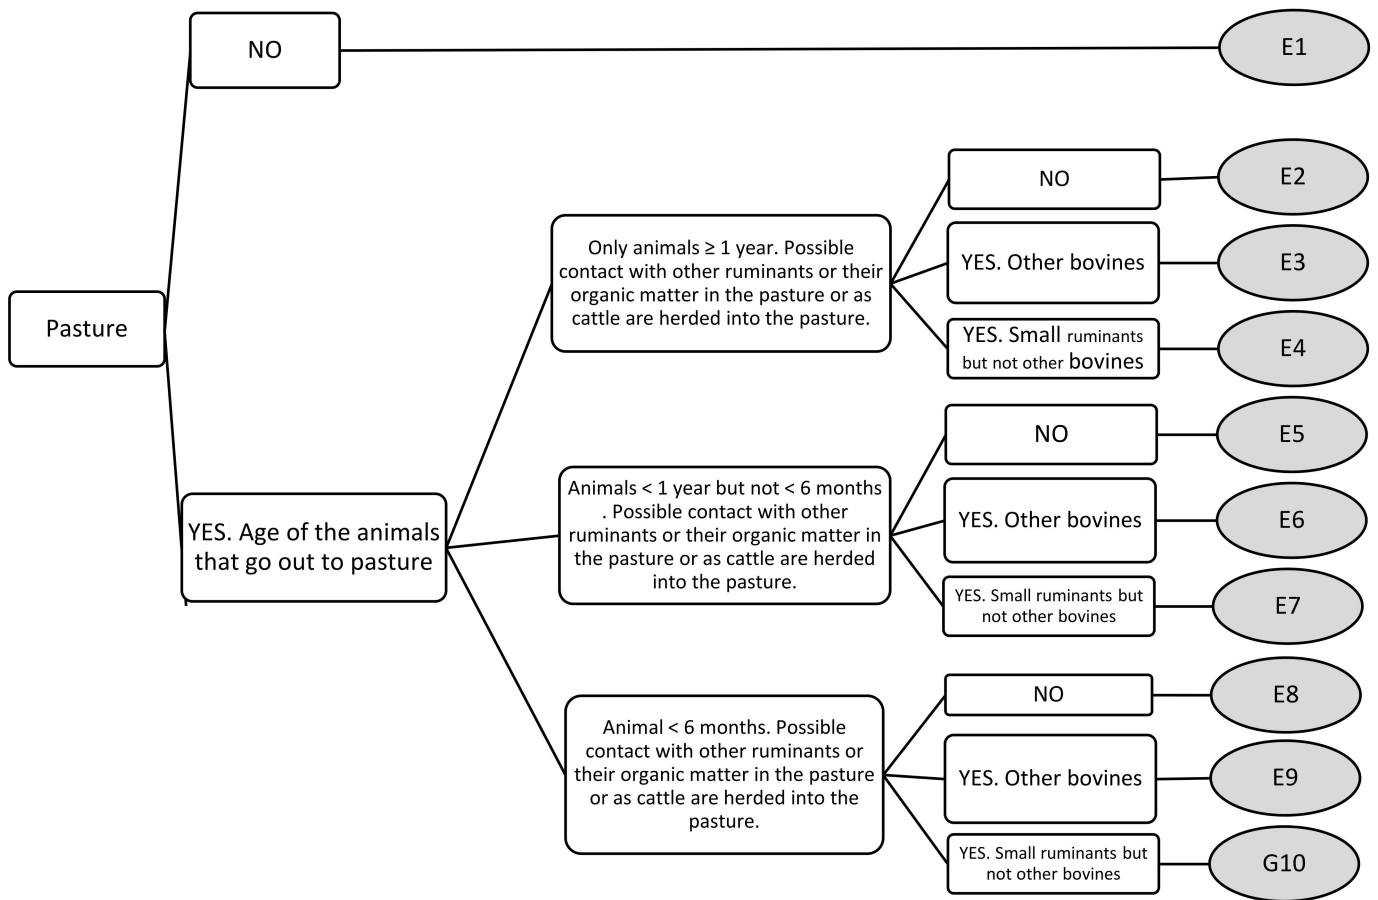 NO
E1
Pasture
YES. Age of the animals
that go out to pasture
Only animals ≥ 1 year. Possible
contact with other ruminants or their
organic matter in the pasture or as
cattle are herded into the pasture.
NO
E2
YES. Other bovines
E3
YES. Small ruminants
but not other bovines
E4
Animals < 1 year but not < 6 months
. Possible contact with other
ruminants or their organic matter in
the pasture or as cattle are herded
into the pasture.
NO
E5
YES. Other bovines
E6
YES. Small ruminants but
not other bovines
E7
Animal < 6 months. Possible
contact with other ruminants or
their organic matter in the pasture
or as cattle are herded into the
pasture.
NO
E8
YES. Other bovines
E9
YES. Small ruminants but
not other bovines
G10